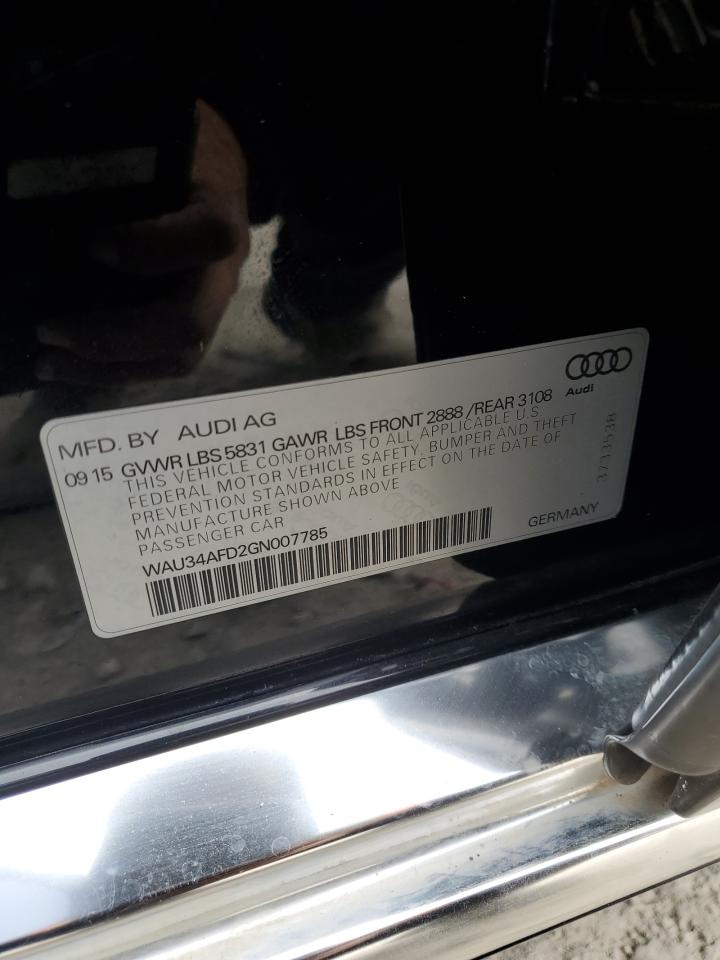 MFD. BY AUDI AG
Audi
09 15 GVWR LBS 5831 GAWR LBS FRONT 2888 /REAR 3108
THIS VEHICLE CONFORMS TO ALL APPLICABLE U.S
FEDERAL MOTOR VEHICLE SAFETY, BUMPER AND THEFT
PREVENTION STANDARDS IN EFFECT ON THE DATE OF
MANUFACTURE SHOWN ABOVE
PASSENGER CAR
WAU34AFD2GN007785
GERMANY
3733538